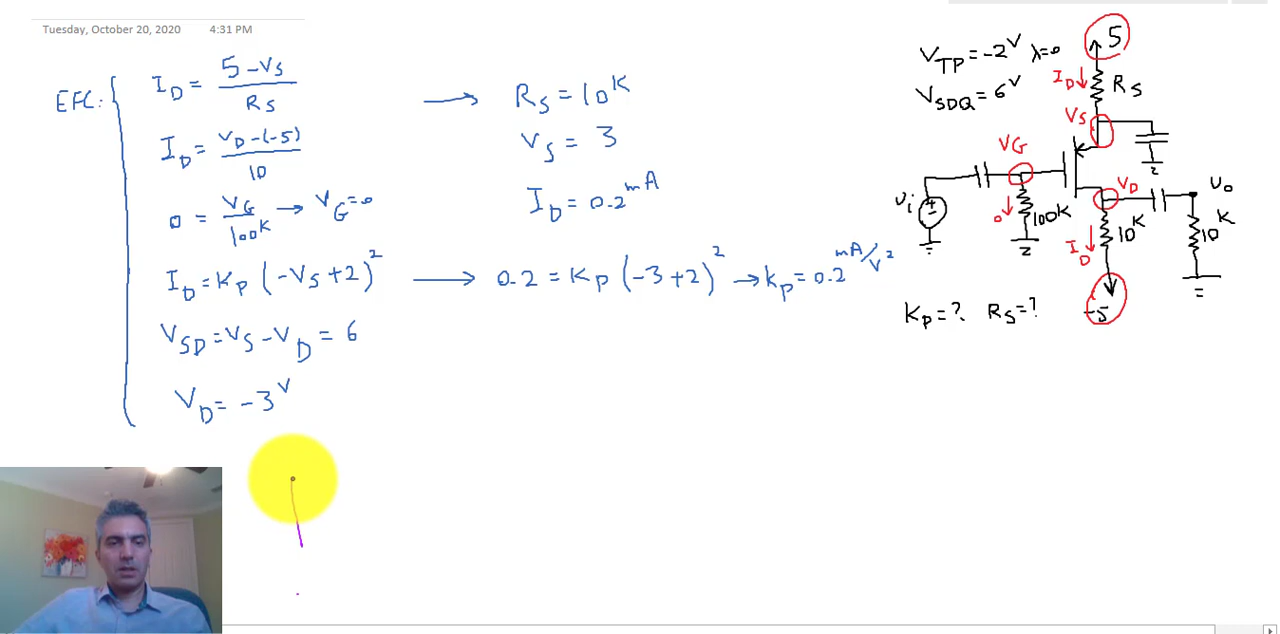 Tuesday, October 20, 2020 4:31 PM
EFC:
I_D = (5 - V_S) / R_S
I_D = (V_D - (-5)) / 10
0 = V_G / 100K → V_G = 0
I_D = K_P (-V_S + 2)^2
V_SD = V_S - V_D = 6
V_D = -3^V
→ R_S = 10^K
V_S = 3
I_D = 0.2^mA
→ 0.2 = K_P (-3 + 2)^2 → K_P = 0.2^mA/V^2
V_TP = -2^V λ=0
V_SDQ = 6^V
5
I_D↓
R_S
V_S
V_G
V_D
υ_o
υ_i
+
-
0↓
100K
I_D↓
10^K
10^K
-5
K_P = ? R_S = ?